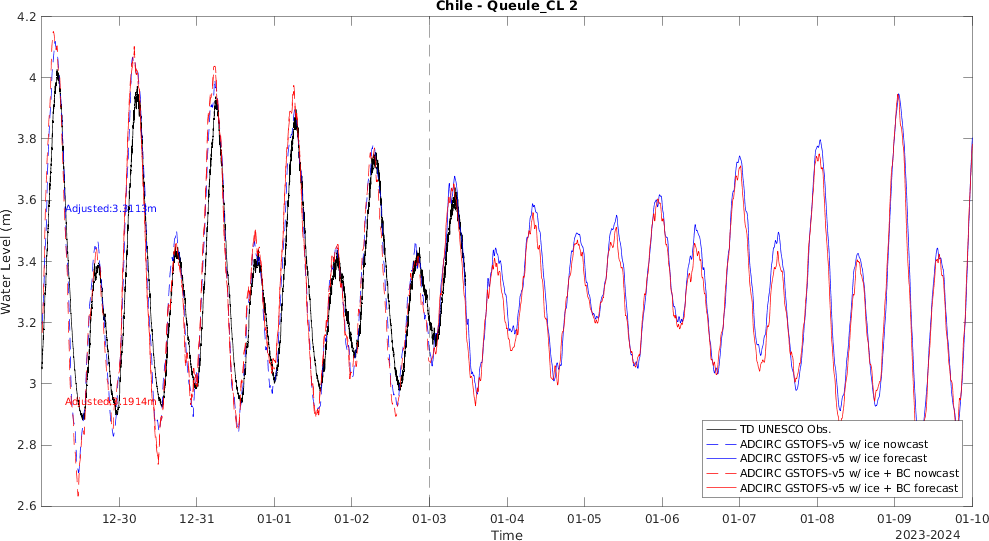 Chile - Queule_CL 2
Water Level (m)
4.2
4
3.8
3.6
3.4
3.2
3
2.8
2.6
Adjusted:3.3113m
Adjusted:3.1914m
TD UNESCO Obs.
ADCIRC GSTOFS-v5 w/ ice nowcast
ADCIRC GSTOFS-v5 w/ ice forecast
ADCIRC GSTOFS-v5 w/ ice + BC nowcast
ADCIRC GSTOFS-v5 w/ ice + BC forecast
12-30 12-31 01-01 01-02 01-03 01-04 01-05 01-06 01-07 01-08 01-09 01-10
Time
2023-2024